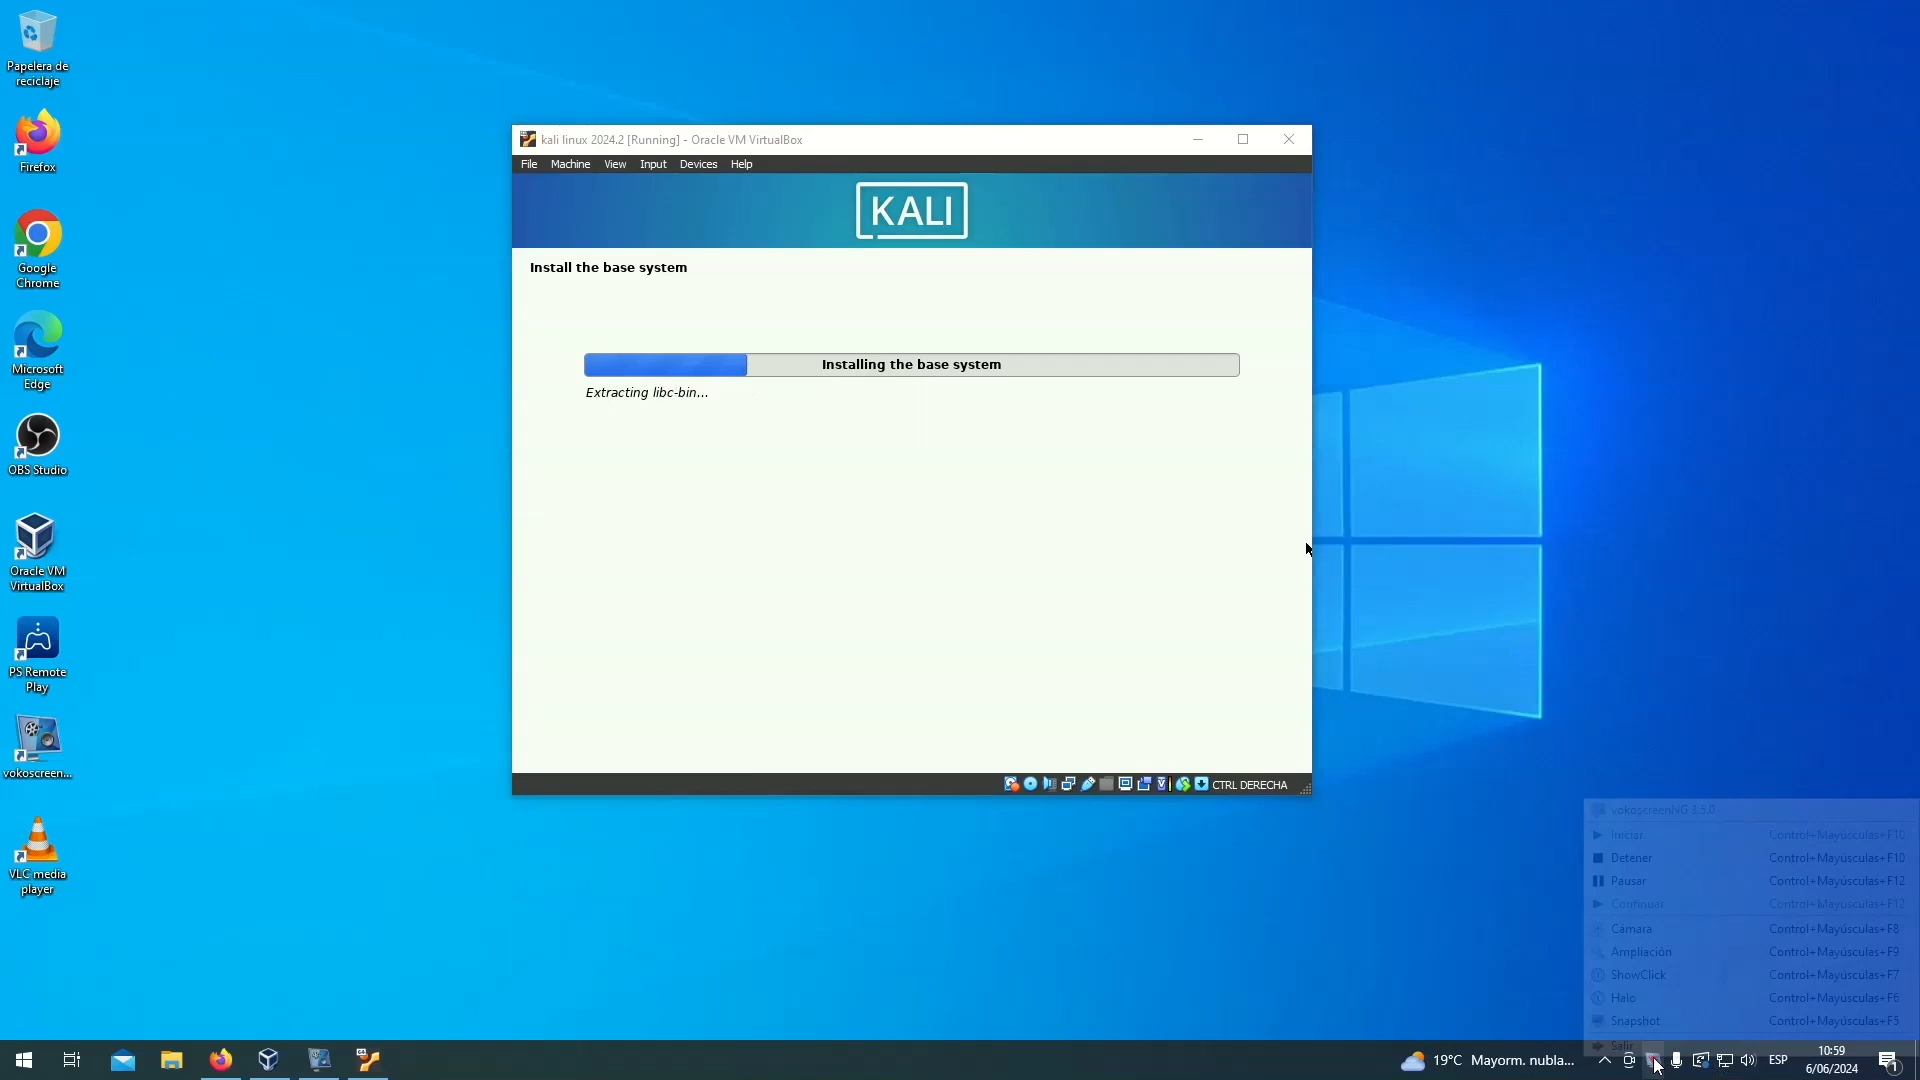 Papelera de
reciclaje
Firefox
Google
Chrome
Microsoft
Edge
OBS Studio
Oracle VM
VirtualBox
PS Remote
Play
vokoscreen...
VLC media
player
kali linux 2024.2 [Running] - Oracle VM VirtualBox
File Machine View Input Devices Help
KALI
Install the base system
Installing the base system
Extracting libc-bin...
CTRL DERECHA
vokoscreenNG 3.5.0
Iniciar Control+Mayúsculas+F10
Detener Control+Mayúsculas+F10
Pausar Control+Mayúsculas+F12
Continuar Control+Mayúsculas+F12
Cámara Control+Mayúsculas+F8
Ampliación Control+Mayúsculas+F9
ShowClick Control+Mayúsculas+F7
Halo Control+Mayúsculas+F6
Snapshot Control+Mayúsculas+F5
Salir
19°C Mayorm. nubla...
ESP
10:59
6/06/2024
1